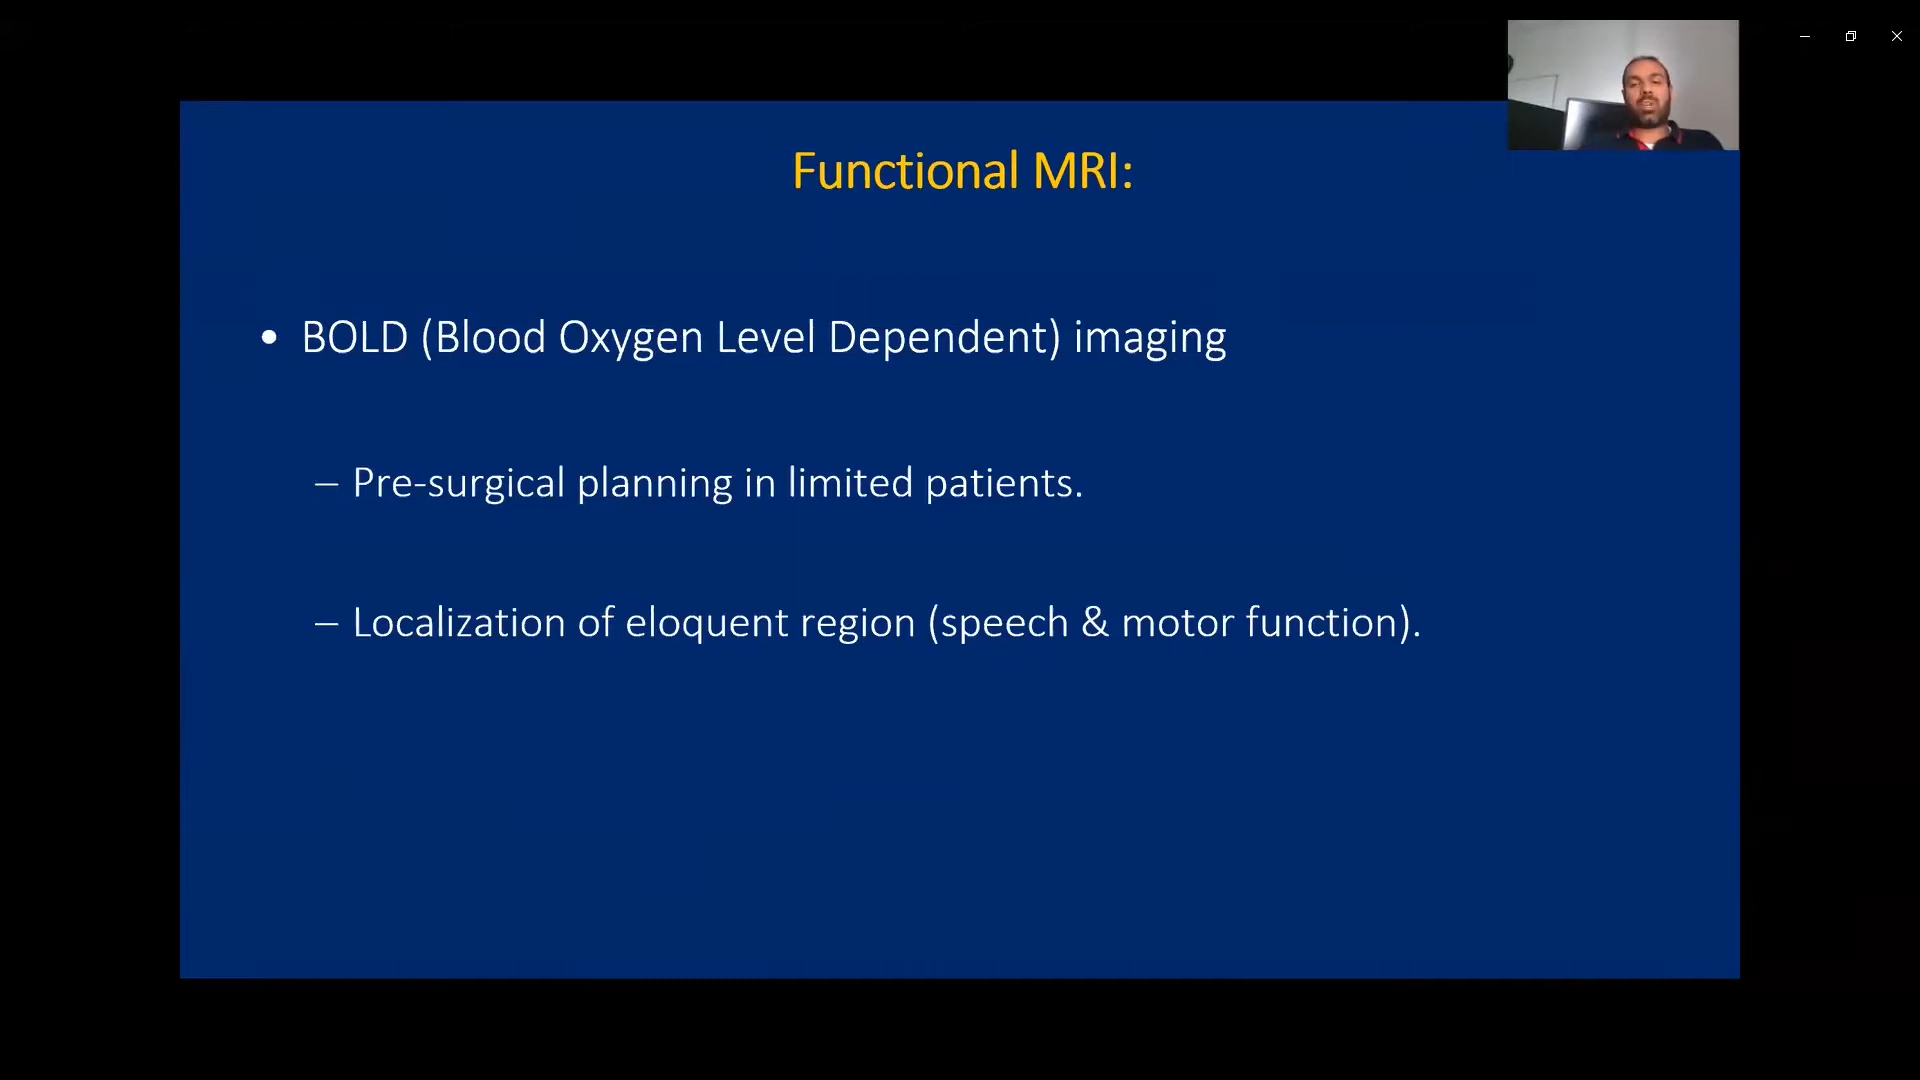 Functional MRI:
• BOLD (Blood Oxygen Level Dependent) imaging
– Pre-surgical planning in limited patients.
– Localization of eloquent region (speech & motor function).